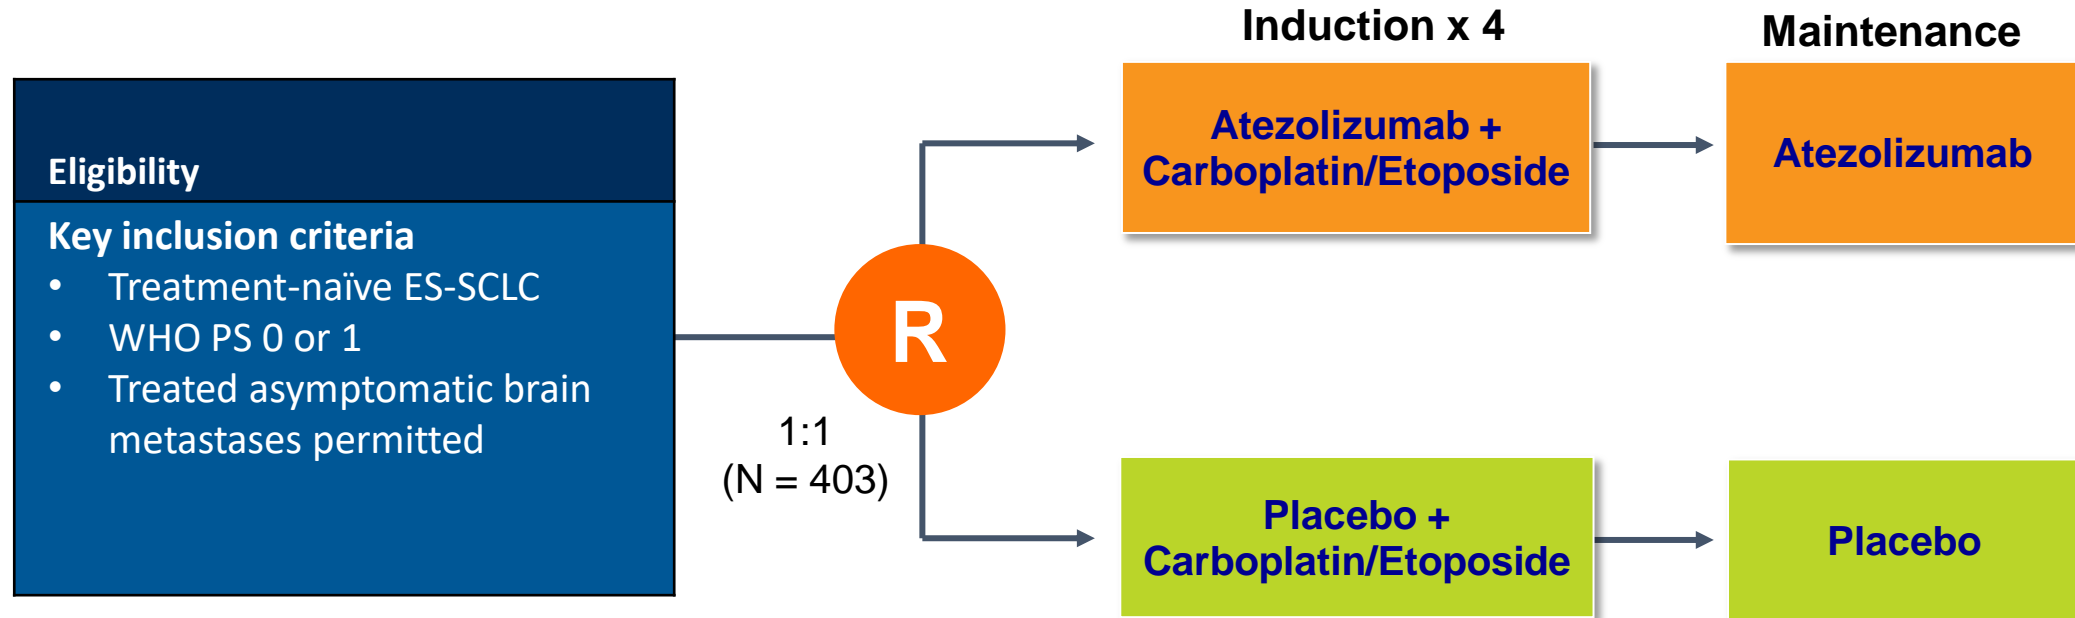 Eligibility
Key inclusion criteria
• Treatment-naïve ES-SCLC
• WHO PS 0 or 1
• Treated asymptomatic brain
metastases permitted
R
1:1
(N = 403)
Induction x 4
Atezolizumab +
Carboplatin/Etoposide
Maintenance
Atezolizumab
Placebo +
Carboplatin/Etoposide
Placebo